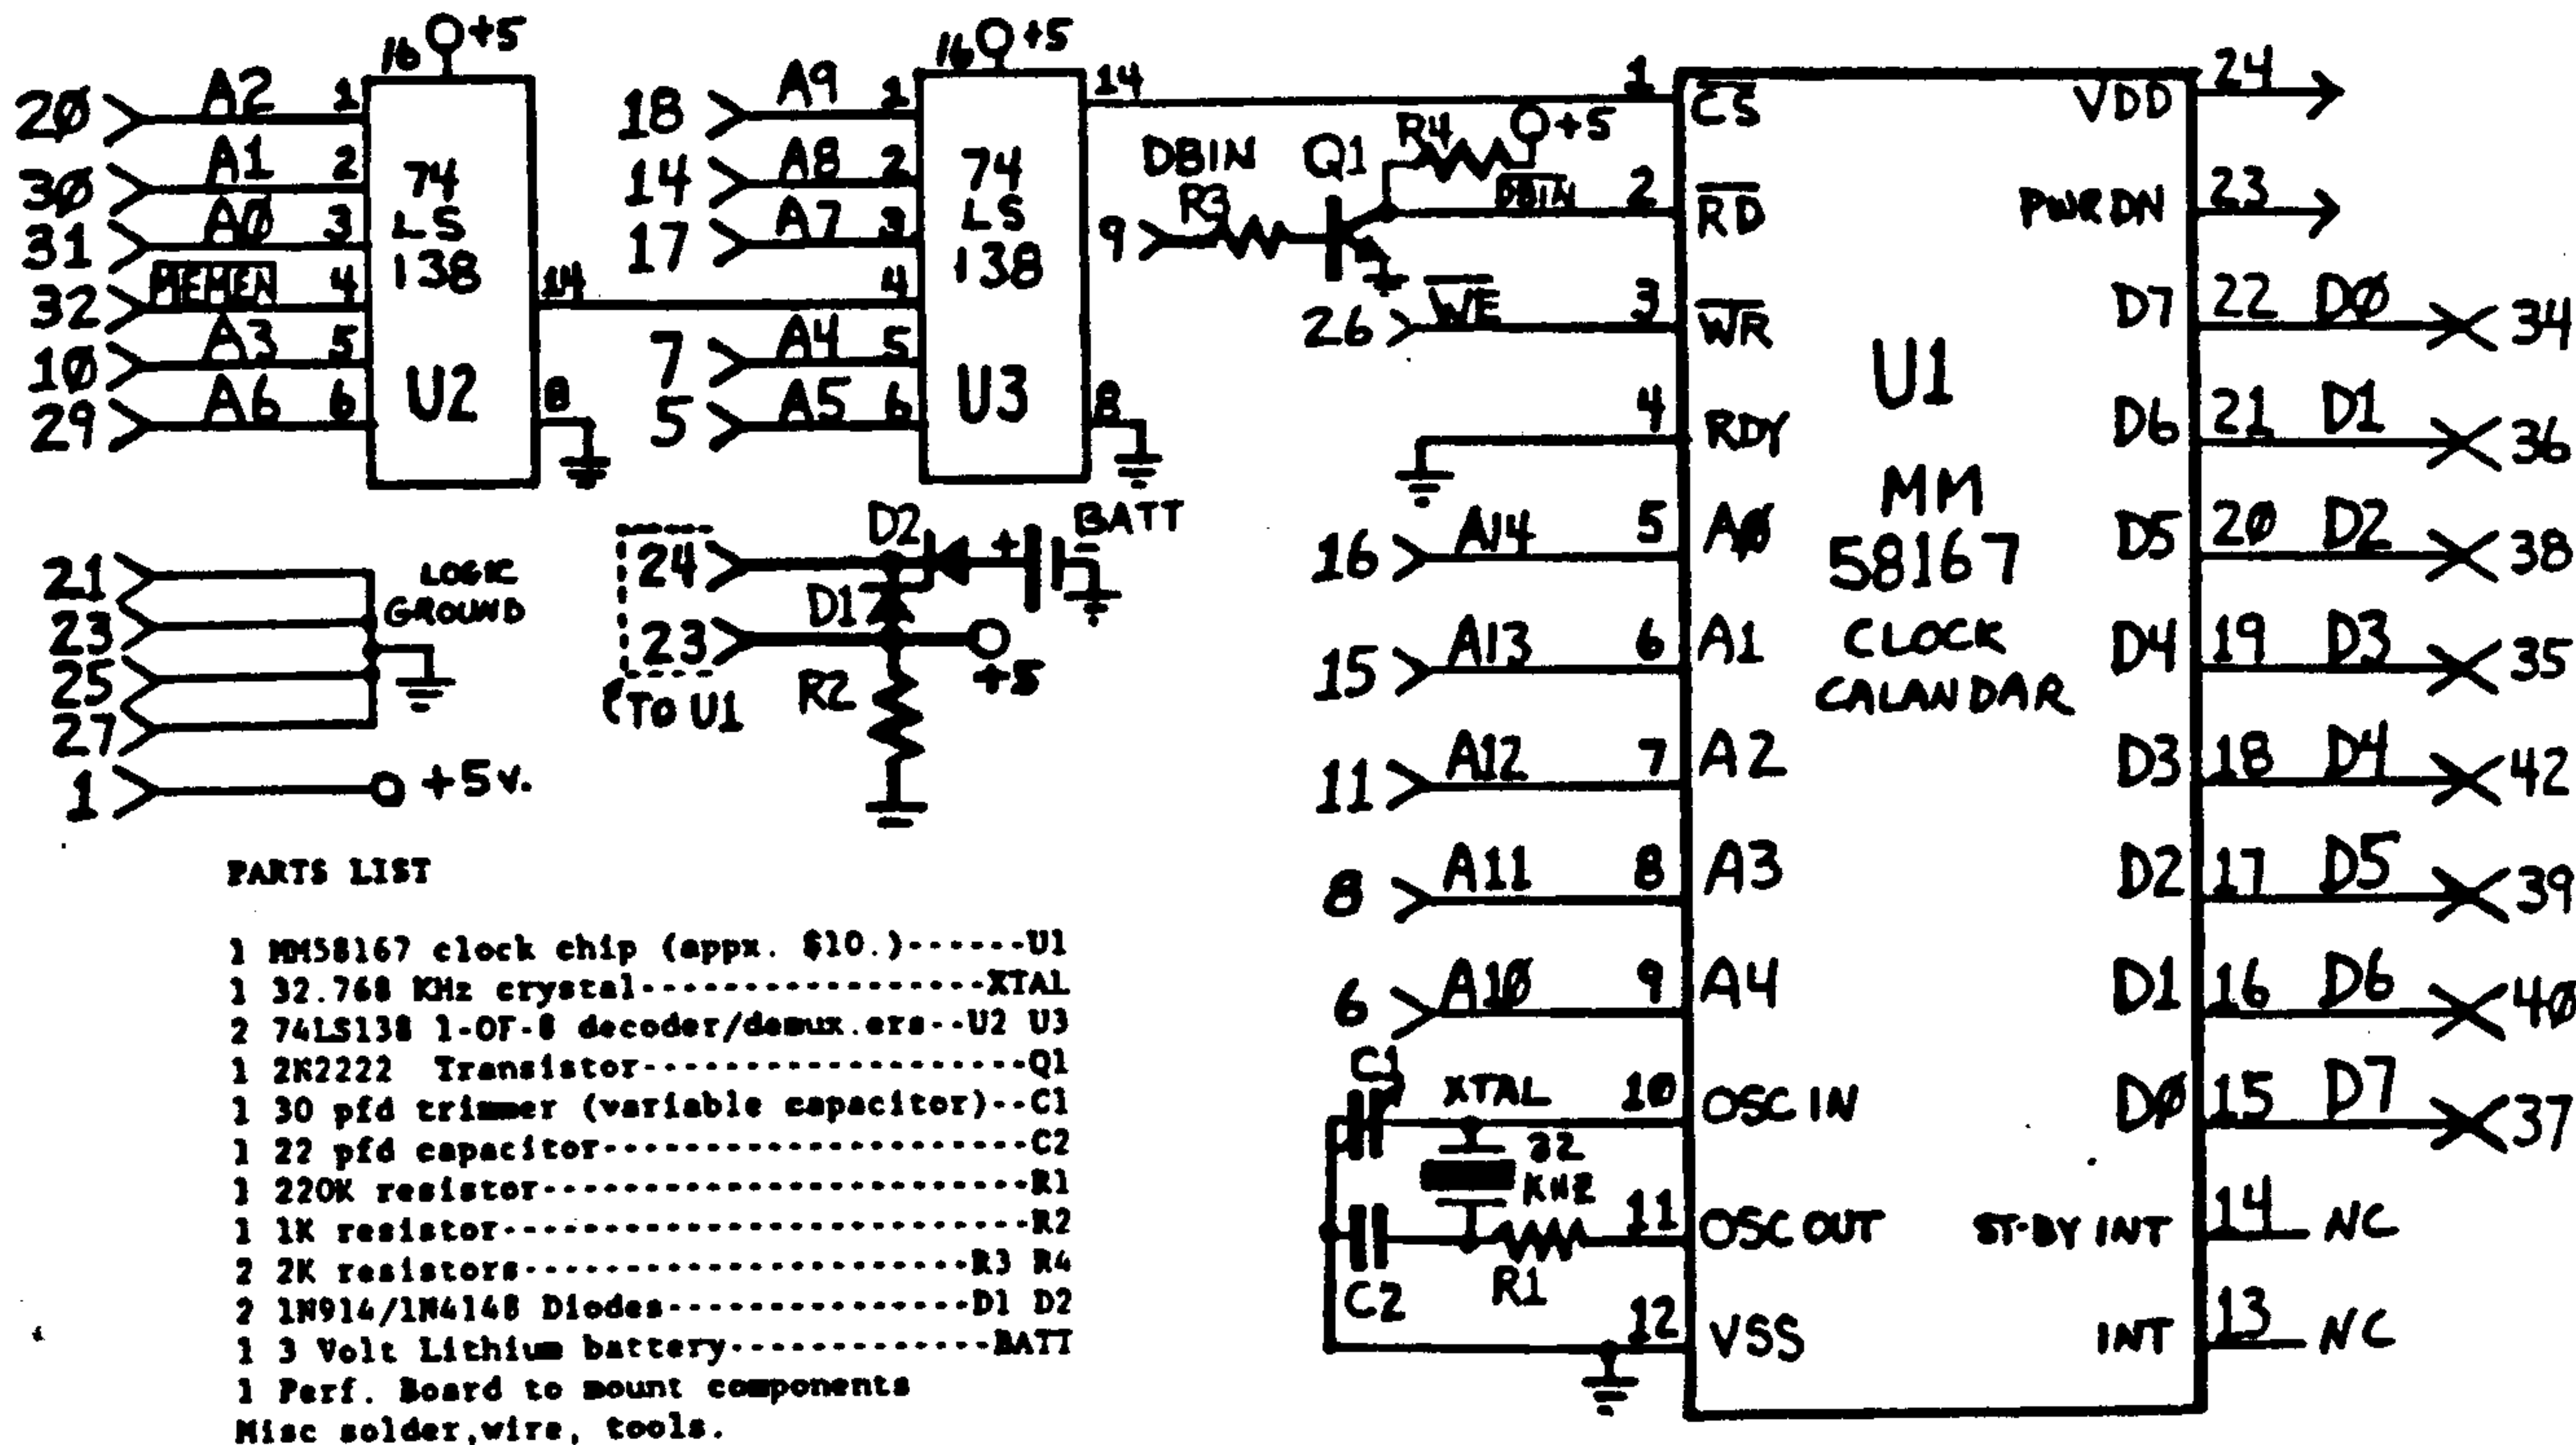 16 +5
20 A2 1
30 A1 2
31 A0 3
32 MEMEN 4
10 A3 5
29 A6 6
74
LS
138
U2
14
8
16 +5
18 A9 1
14 A8 2
17 A7 3
4
7 A4 5
5 A5 6
74
LS
138
U3
14
8
DBIN
R3
9
Q1
R4
+5
DBIN
1 CS
2 RD
26 WE 3 WR
4 RDY
16 A14 5 A0
15 A13 6 A1
11 A12 7 A2
8 A11 8 A3
6 A10 9 A4
C1 XTAL 10 OSC IN
32
KHZ
C2 R1 11 OSC OUT
12 VSS
U1
MM
58167
CLOCK
CALANDAR
VDD 24
PWRDN 23
D7 22 D0 34
D6 21 D1 36
D5 20 D2 38
D4 19 D3 35
D3 18 D4 42
D2 17 D5 39
D1 16 D6 40
D0 15 D7 37
ST-BY INT 14 NC
INT 13 NC
21
23
25
27
LOGIC
GROUND
1 +5v.
24
23
TO U1
D2
D1
R2
+ - BATT
+5
PARTS LIST
1 MM58167 clock chip (appx. $10.)------U1
1 32.768 KHz crystal-----------------XTAL
2 74LS138 1-OF-8 decoder/demux.ers--U2 U3
1 2N2222 Transistor-------------------Q1
1 30 pfd trimmer (variable capacitor)--C1
1 22 pfd capacitor---------------------C2
1 220K resistor------------------------R1
1 1K resistor--------------------------R2
2 2K resistors----------------------R3 R4
2 1N914/1N4148 Diodes---------------D1 D2
1 3 Volt Lithium battery-------------BATT
1 Perf. Board to mount components
Misc solder,wire, tools.